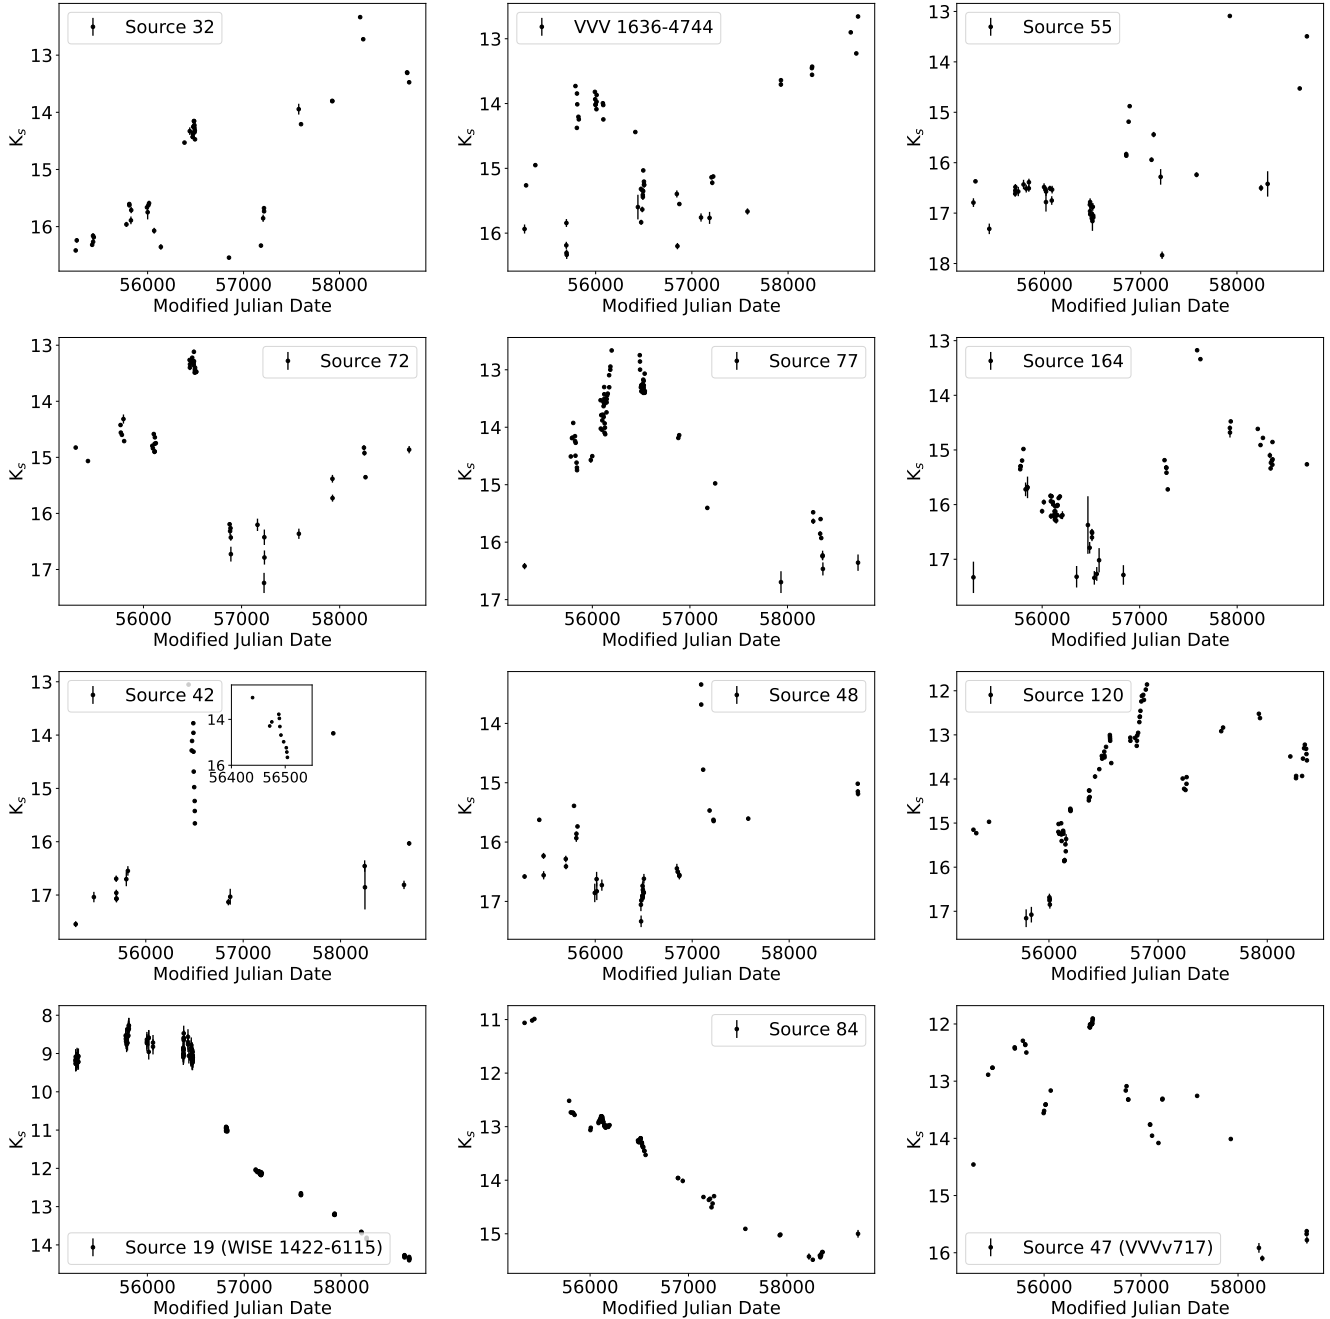 Source 32
13
14
15
16
K_s
56000 57000 58000
Modified Julian Date
VVV 1636-4744
13
14
15
16
K_s
56000 57000 58000
Modified Julian Date
Source 55
13
14
15
16
17
18
K_s
56000 57000 58000
Modified Julian Date
Source 72
13
14
15
16
17
K_s
56000 57000 58000
Modified Julian Date
Source 77
13
14
15
16
17
K_s
56000 57000 58000
Modified Julian Date
Source 164
13
14
15
16
17
K_s
56000 57000 58000
Modified Julian Date
Source 42
13
14
15
16
17
K_s
14
16
56400 56500
56000 57000 58000
Modified Julian Date
Source 48
14
15
16
17
K_s
56000 57000 58000
Modified Julian Date
Source 120
12
13
14
15
16
17
K_s
56000 57000 58000
Modified Julian Date
8
9
10
11
12
13
14
K_s
Source 19 (WISE 1422-6115)
56000 57000 58000
Modified Julian Date
Source 84
11
12
13
14
15
K_s
56000 57000 58000
Modified Julian Date
12
13
14
15
16
K_s
Source 47 (VVVv717)
56000 57000 58000
Modified Julian Date